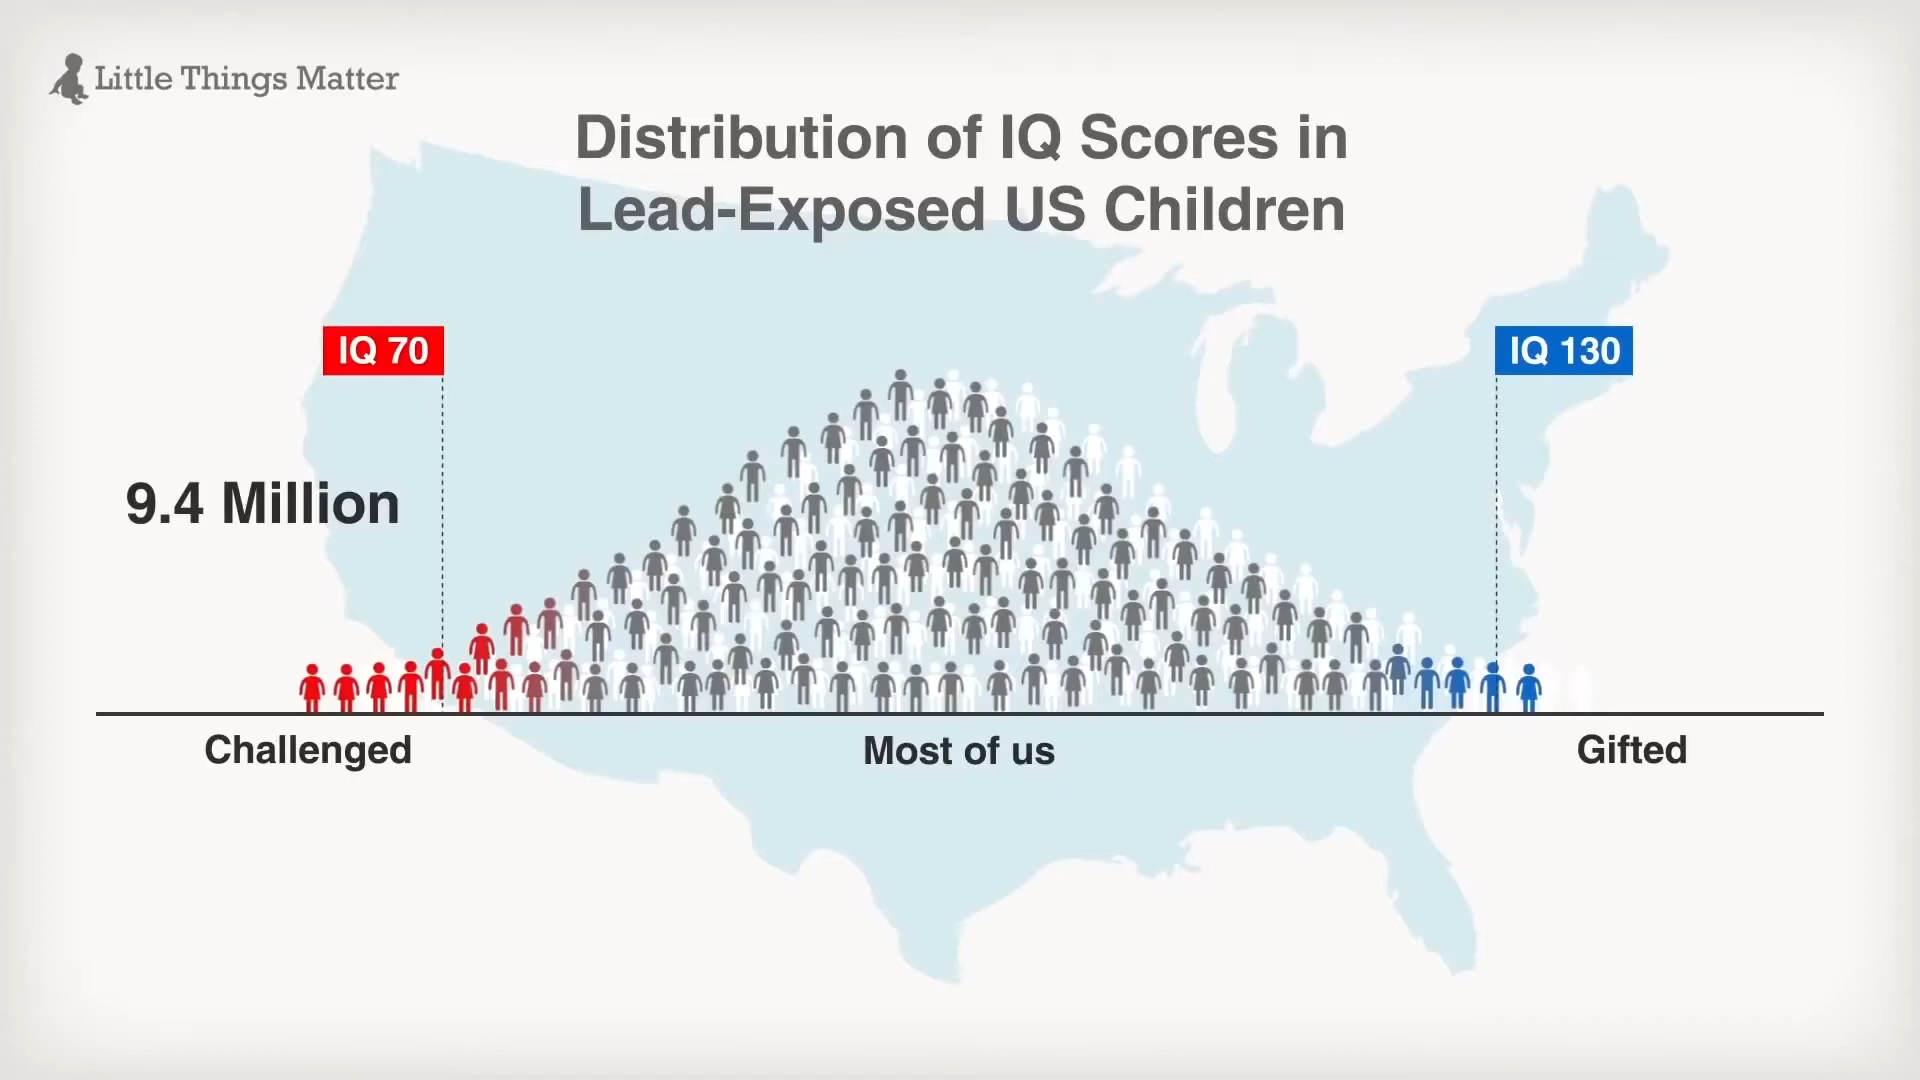 Little Things Matter
Distribution of IQ Scores in
Lead-Exposed US Children
IQ 70
IQ 130
9.4 Million
Challenged
Most of us
Gifted